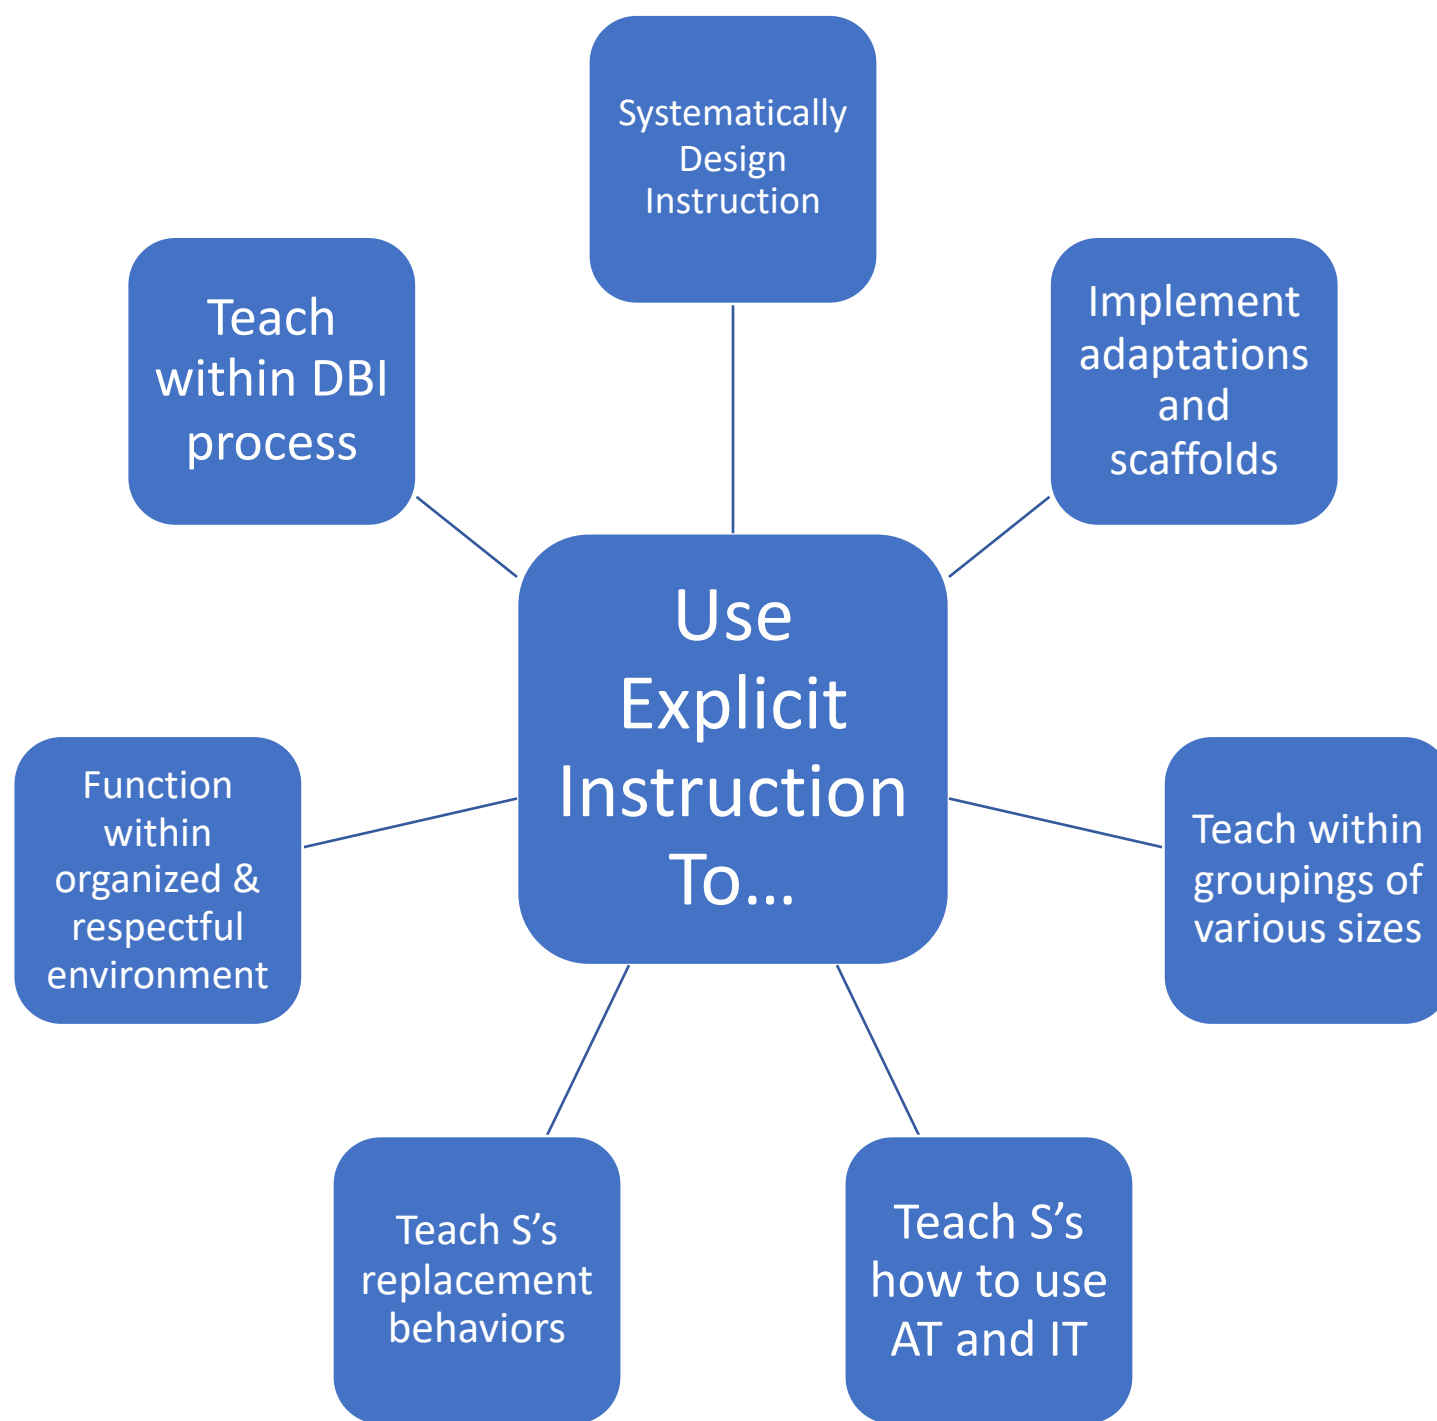 Systematically
Design
Instruction
Implement
adaptations
and
scaffolds
Teach within
groupings of
various sizes
Teach S’s
how to use
AT and IT
Teach S’s
replacement
behaviors
Function
within
organized &
respectful
environment
Teach
within DBI
process
Use
Explicit
Instruction
To…